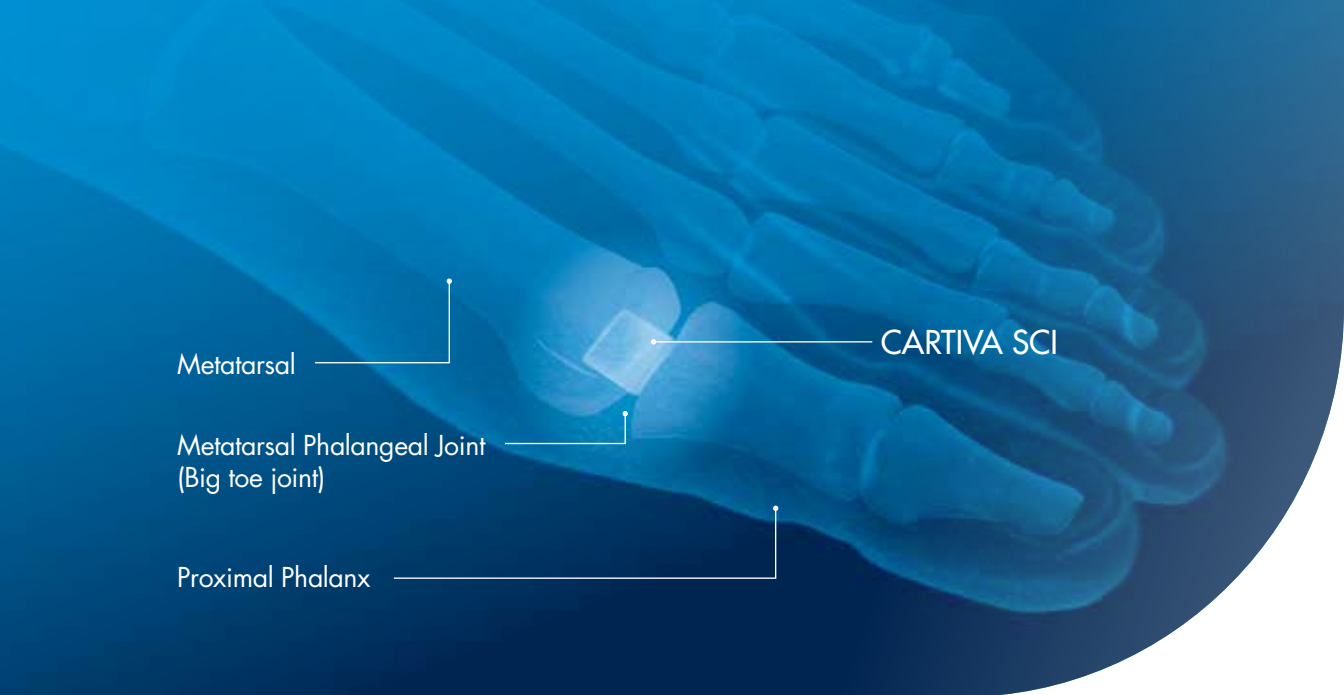 CARTIVA SCI
Metatarsal
Metatarsal Phalangeal Joint
(Big toe joint)
Proximal Phalanx